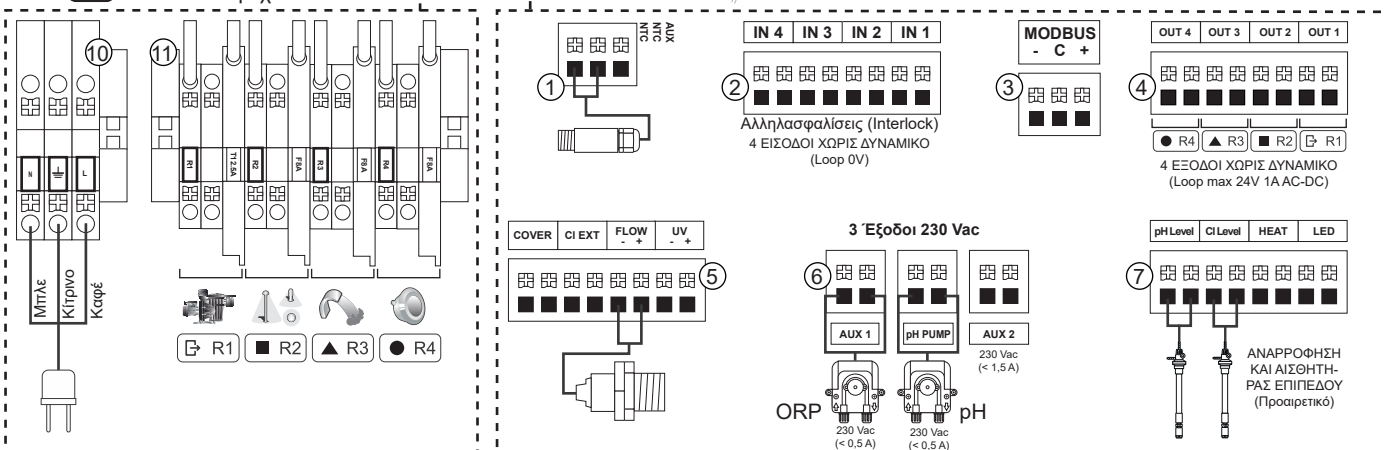 10
N
L
Μπλε
Κίτρινο
Καφέ
11
R1
T1 2.5A
R2
F8A
R3
F8A
R4
F8A
R1
R2
R3
R4
NTC
NTC
AUX
1
IN 4 IN 3 IN 2 IN 1
2
Αλληλασφαλίσεις (Interlock)
4 ΕΙΣΟΔΟΙ ΧΩΡΙΣ ΔΥΝΑΜΙΚΟ
(Loop 0V)
MODBUS
- C +
3
OUT 4 OUT 3 OUT 2 OUT 1
4
R4 R3 R2 R1
4 ΕΞΟΔΟΙ ΧΩΡΙΣ ΔΥΝΑΜΙΚΟ
(Loop max 24V 1A AC-DC)
COVER CI EXT FLOW UV
- + - +
5
3 Έξοδοι 230 Vac
6
AUX 1
pH PUMP
AUX 2
230 Vac
(< 1,5 A)
ORP
pH
230 Vac
(< 0,5 A)
230 Vac
(< 0,5 A)
pH Level CI Level HEAT LED
7
ΑΝΑΡΡΟΦΗΣΗ
ΚΑΙ ΑΙΣΘΗΤΗ-
ΡΑΣ ΕΠΙΠΕΔΟΥ
(Προαιρετικό)